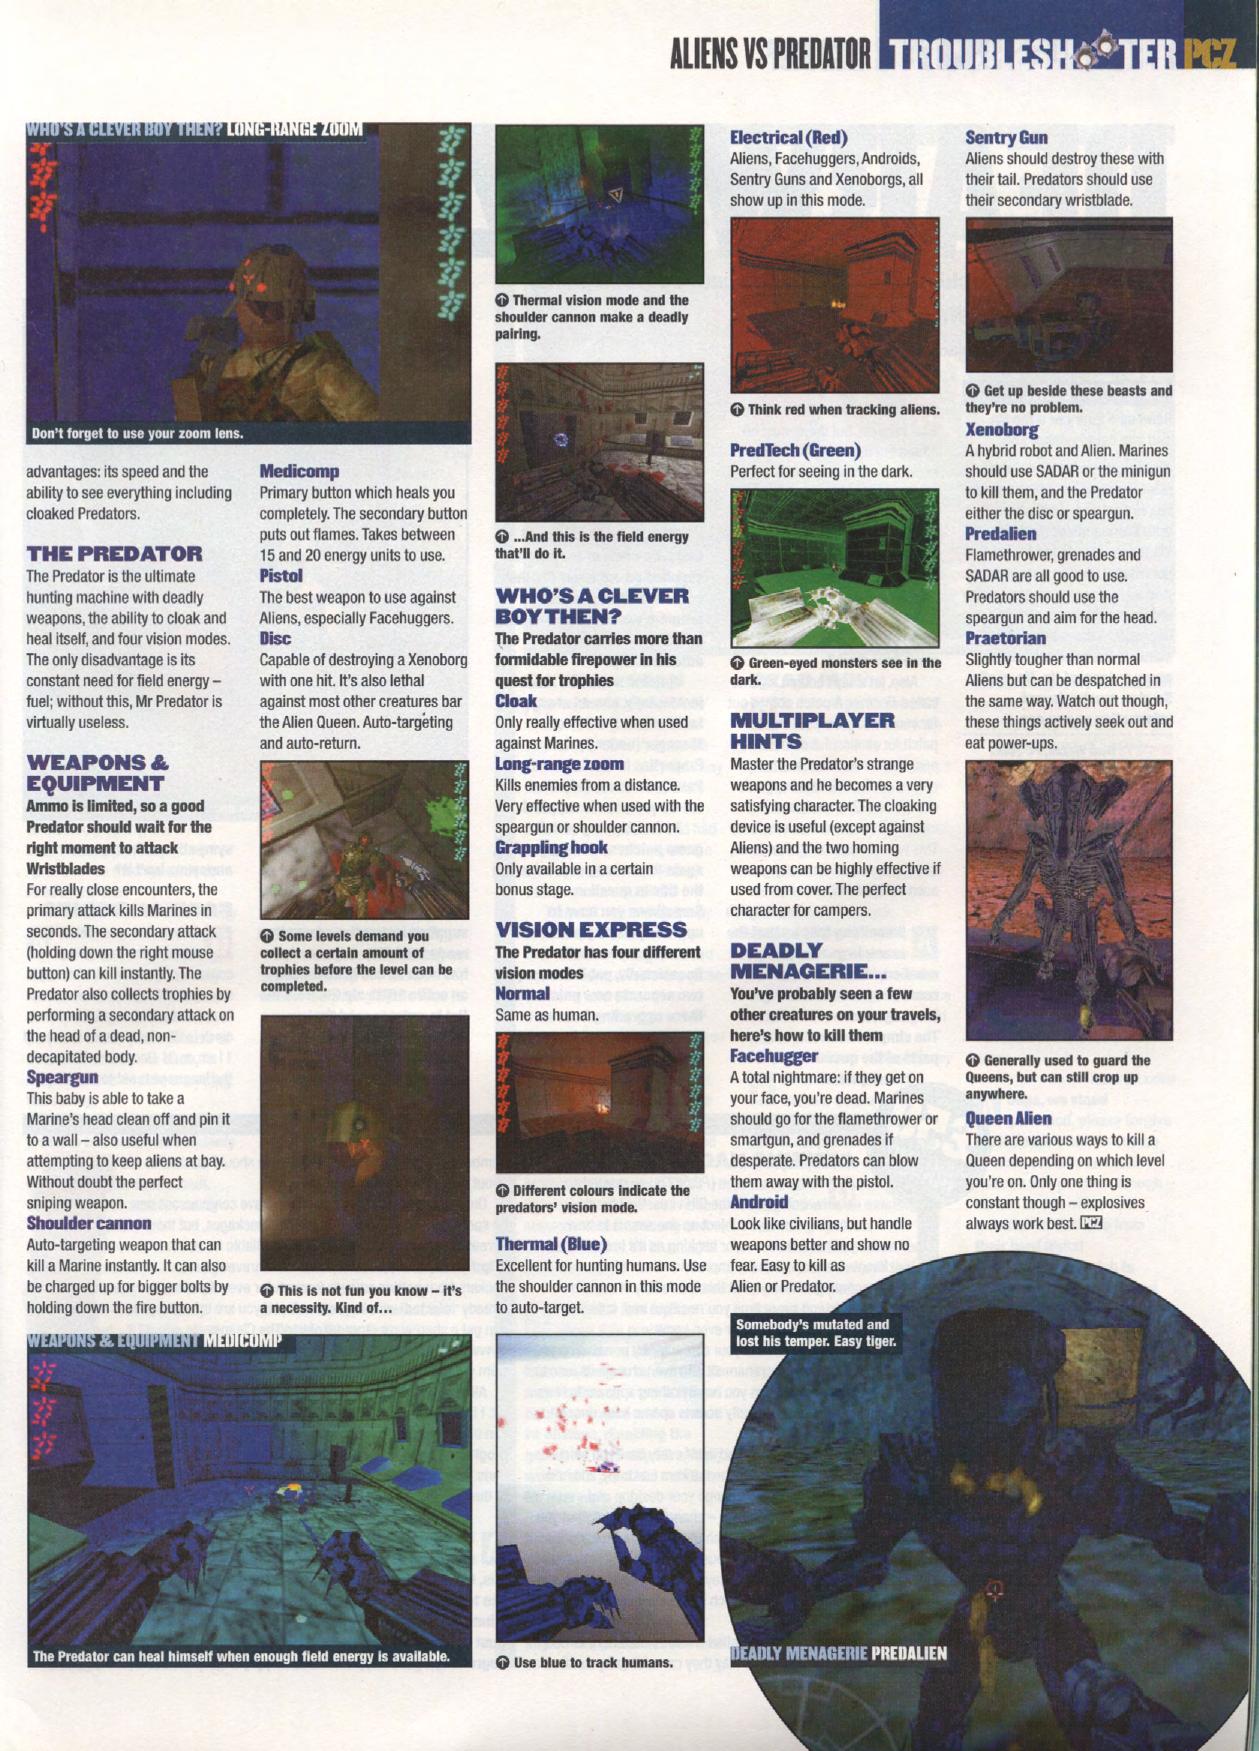 ALIENS VS PREDATOR TROUBLESHOOTER PCZ
WHO'S A CLEVER BOY THEN? LONG-RANGE ZOOM
Don't forget to use your zoom lens.
advantages: its speed and the
ability to see everything including
cloaked Predators.
THE PREDATOR
The Predator is the ultimate
hunting machine with deadly
weapons, the ability to cloak and
heal itself, and four vision modes.
The only disadvantage is its
constant need for field energy –
fuel; without this, Mr Predator is
virtually useless.
WEAPONS &
EQUIPMENT
Ammo is limited, so a good
Predator should wait for the
right moment to attack
Wristblades
For really close encounters, the
primary attack kills Marines in
seconds. The secondary attack
(holding down the right mouse
button) can kill instantly. The
Predator also collects trophies by
performing a secondary attack on
the head of a dead, non-
decapitated body.
Speargun
This baby is able to take a
Marine's head clean off and pin it
to a wall – also useful when
attempting to keep aliens at bay.
Without doubt the perfect
sniping weapon.
Shoulder cannon
Auto-targeting weapon that can
kill a Marine instantly. It can also
be charged up for bigger bolts by
holding down the fire button.
WEAPONS & EQUIPMENT MEDICOMP
The Predator can heal himself when enough field energy is available.
Medicomp
Primary button which heals you
completely. The secondary button
puts out flames. Takes between
15 and 20 energy units to use.
Pistol
The best weapon to use against
Aliens, especially Facehuggers.
Disc
Capable of destroying a Xenoborg
with one hit. It's also lethal
against most other creatures bar
the Alien Queen. Auto-targeting
and auto-return.
Some levels demand you
collect a certain amount of
trophies before the level can be
completed.
This is not fun you know – it's
a necessity. Kind of...
Thermal vision mode and the
shoulder cannon make a deadly
pairing.
...And this is the field energy
that'll do it.
WHO'S A CLEVER
BOY THEN?
The Predator carries more than
formidable firepower in his
quest for trophies
Cloak
Only really effective when used
against Marines.
Long-range zoom
Kills enemies from a distance.
Very effective when used with the
speargun or shoulder cannon.
Grappling hook
Only available in a certain
bonus stage.
VISION EXPRESS
The Predator has four different
vision modes
Normal
Same as human.
Different colours indicate the
predators' vision mode.
Thermal (Blue)
Excellent for hunting humans. Use
the shoulder cannon in this mode
to auto-target.
Use blue to track humans.
Electrical (Red)
Aliens, Facehuggers, Androids,
Sentry Guns and Xenoborgs, all
show up in this mode.
Think red when tracking aliens.
PredTech (Green)
Perfect for seeing in the dark.
Green-eyed monsters see in the
dark.
MULTIPLAYER
HINTS
Master the Predator's strange
weapons and he becomes a very
satisfying character. The cloaking
device is useful (except against
Aliens) and the two homing
weapons can be highly effective if
used from cover. The perfect
character for campers.
DEADLY
MENAGERIE...
You've probably seen a few
other creatures on your travels,
here's how to kill them
Facehugger
A total nightmare: if they get on
your face, you're dead. Marines
should go for the flamethrower or
smartgun, and grenades if
desperate. Predators can blow
them away with the pistol.
Android
Look like civilians, but handle
weapons better and show no
fear. Easy to kill as
Alien or Predator.
Somebody's mutated and
lost his temper. Easy tiger.
DEADLY MENAGERIE PREDALIEN
Sentry Gun
Aliens should destroy these with
their tail. Predators should use
their secondary wristblade.
Get up beside these beasts and
they're no problem.
Xenoborg
A hybrid robot and Alien. Marines
should use SADAR or the minigun
to kill them, and the Predator
either the disc or speargun.
Predalien
Flamethrower, grenades and
SADAR are all good to use.
Predators should use the
speargun and aim for the head.
Praetorian
Slightly tougher than normal
Aliens but can be despatched in
the same way. Watch out though,
these things actively seek out and
eat power-ups.
Generally used to guard the
Queens, but can still crop up
anywhere.
Queen Alien
There are various ways to kill a
Queen depending on which level
you're on. Only one thing is
constant though – explosives
always work best. PCZ